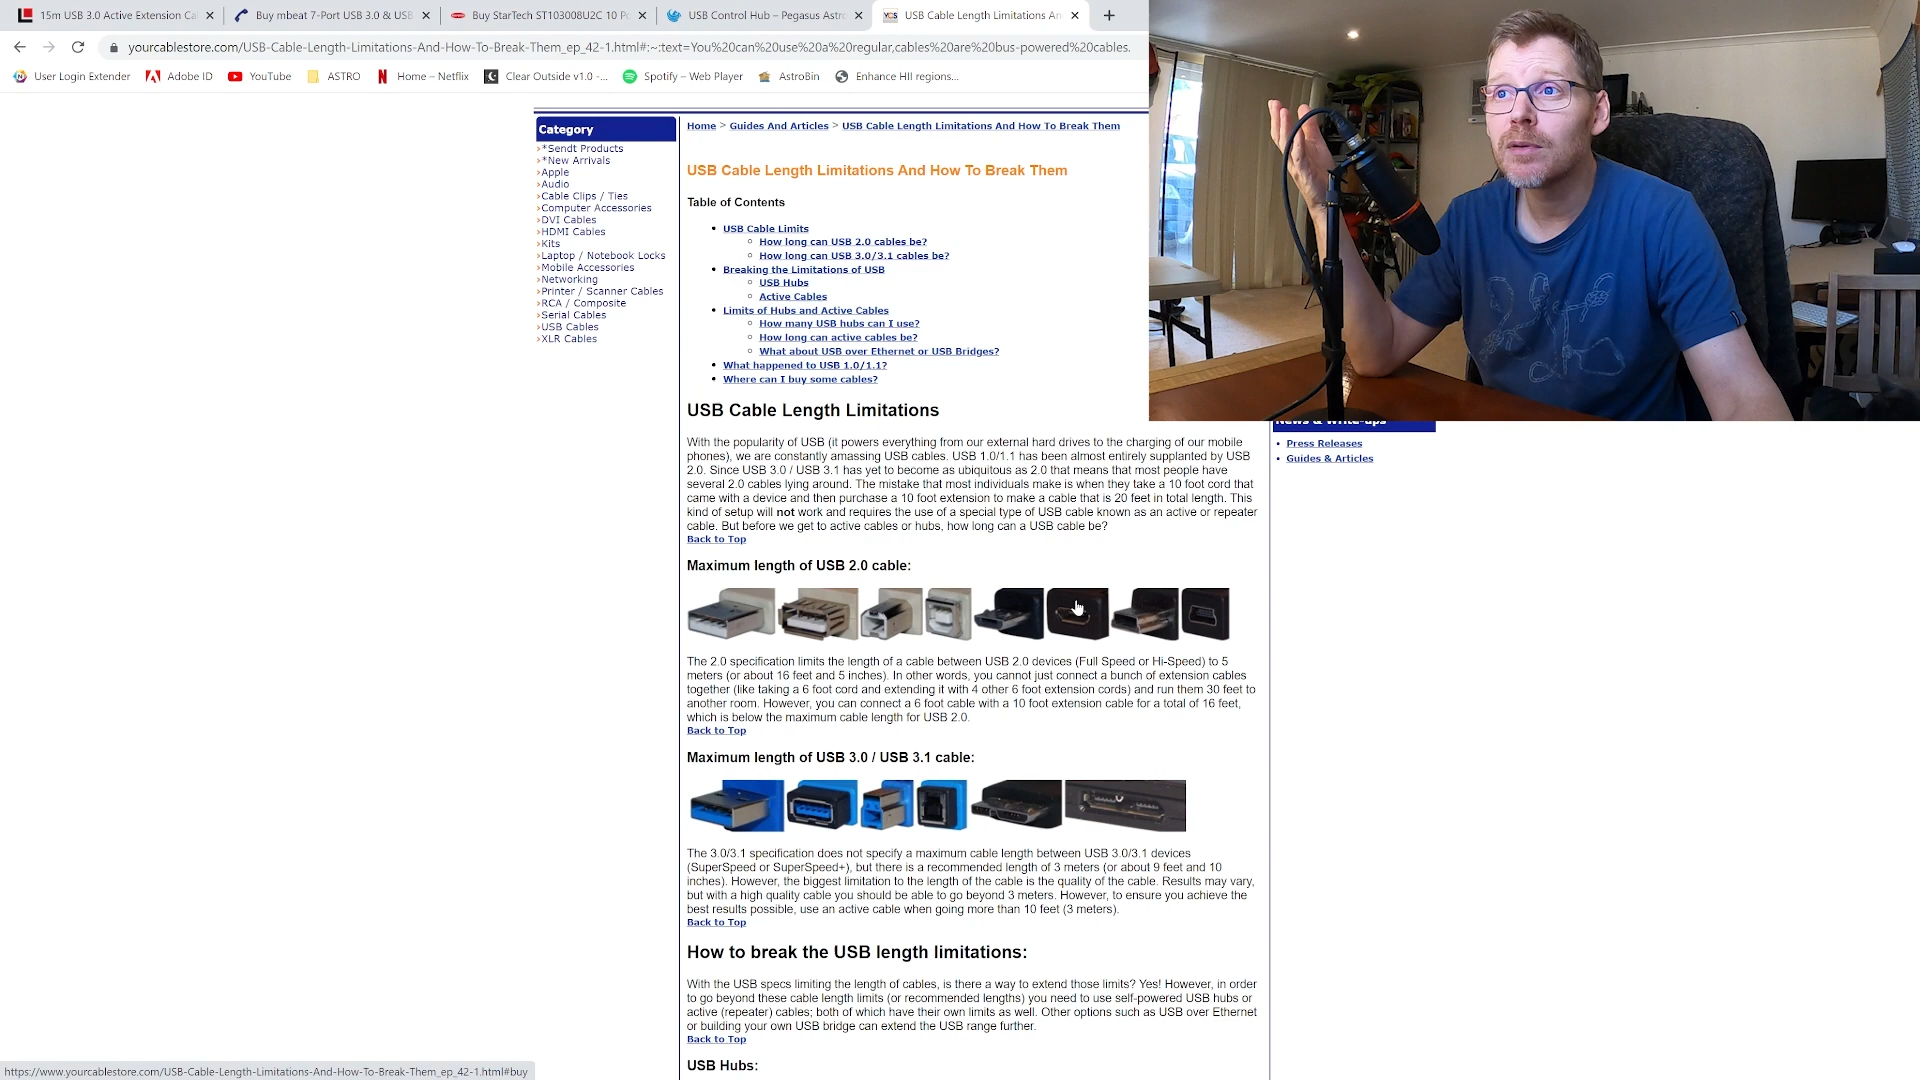 15m USB 3.0 Active Extension Ca
Buy mbeat 7-Port USB 3.0 & USB
Buy StarTech ST103008U2C 10 Po
USB Control Hub – Pegasus Astro
YCS USB Cable Length Limitations An
yourcablestore.com/USB-Cable-Length-Limitations-And-How-To-Break-Them_ep_42-1.html#:~:text=You%20can%20use%20a%20regular,cables%20are%20bus-powered%20cables.
User Login Extender
Adobe ID
YouTube
ASTRO
Home – Netflix
Clear Outside v1.0 -...
Spotify – Web Player
AstroBin
Enhance HII regions...
Category
*Sendt Products
*New Arrivals
Apple
Audio
Cable Clips / Ties
Computer Accessories
DVI Cables
HDMI Cables
Kits
Laptop / Notebook Locks
Mobile Accessories
Networking
Printer / Scanner Cables
RCA / Composite
Serial Cables
USB Cables
XLR Cables
Home > Guides And Articles > USB Cable Length Limitations And How To Break Them
USB Cable Length Limitations And How To Break Them
Table of Contents
USB Cable Limits
How long can USB 2.0 cables be?
How long can USB 3.0/3.1 cables be?
Breaking the Limitations of USB
USB Hubs
Active Cables
Limits of Hubs and Active Cables
How many USB hubs can I use?
How long can active cables be?
What about USB over Ethernet or USB Bridges?
What happened to USB 1.0/1.1?
Where can I buy some cables?
USB Cable Length Limitations
With the popularity of USB (it powers everything from our external hard drives to the charging of our mobile
phones), we are constantly amassing USB cables. USB 1.0/1.1 has been almost entirely supplanted by USB
2.0. Since USB 3.0 / USB 3.1 has yet to become as ubiquitous as 2.0 that means that most people have
several 2.0 cables lying around. The mistake that most individuals make is when they take a 10 foot cord that
came with a device and then purchase a 10 foot extension to make a cable that is 20 feet in total length. This
kind of setup will not work and requires the use of a special type of USB cable known as an active or repeater
cable. But before we get to active cables or hubs, how long can a USB cable be?
Back to Top
Maximum length of USB 2.0 cable:
The 2.0 specification limits the length of a cable between USB 2.0 devices (Full Speed or Hi-Speed) to 5
meters (or about 16 feet and 5 inches). In other words, you cannot just connect a bunch of extension cables
together (like taking a 6 foot cord and extending it with 4 other 6 foot extension cords) and run them 30 feet to
another room. However, you can connect a 6 foot cable with a 10 foot extension cable for a total of 16 feet,
which is below the maximum cable length for USB 2.0.
Back to Top
Maximum length of USB 3.0 / USB 3.1 cable:
The 3.0/3.1 specification does not specify a maximum cable length between USB 3.0/3.1 devices
(SuperSpeed or SuperSpeed+), but there is a recommended length of 3 meters (or about 9 feet and 10
inches). However, the biggest limitation to the length of the cable is the quality of the cable. Results may vary,
but with a high quality cable you should be able to go beyond 3 meters. However, to ensure you achieve the
best results possible, use an active cable when going more than 10 feet (3 meters).
Back to Top
How to break the USB length limitations:
With the USB specs limiting the length of cables, is there a way to extend those limits? Yes! However, in order
to go beyond these cable length limits (or recommended lengths) you need to use self-powered USB hubs or
active (repeater) cables; both of which have their own limits as well. Other options such as USB over Ethernet
or building your own USB bridge can extend the USB range further.
Back to Top
USB Hubs:
News & Write-ups
Press Releases
Guides & Articles
https://www.yourcablestore.com/USB-Cable-Length-Limitations-And-How-To-Break-Them_ep_42-1.html#buy